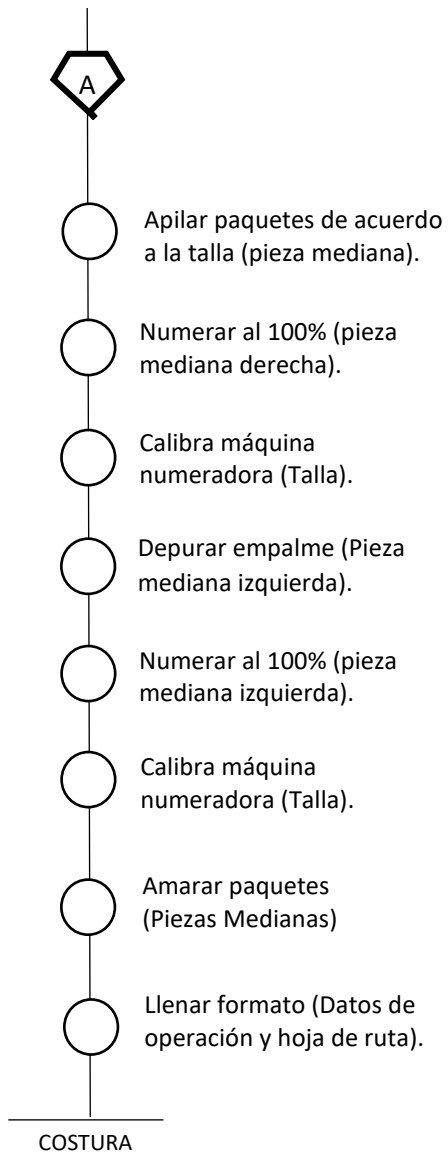 A
Apilar paquetes de acuerdo
a la talla (pieza mediana).
Numerar al 100% (pieza
mediana derecha).
Calibra máquina
numeradora (Talla).
Depurar empalme (Pieza
mediana izquierda).
Numerar al 100% (pieza
mediana izquierda).
Calibra máquina
numeradora (Talla).
Amarar paquetes
(Piezas Medianas)
Llenar formato (Datos de
operación y hoja de ruta).
COSTURA